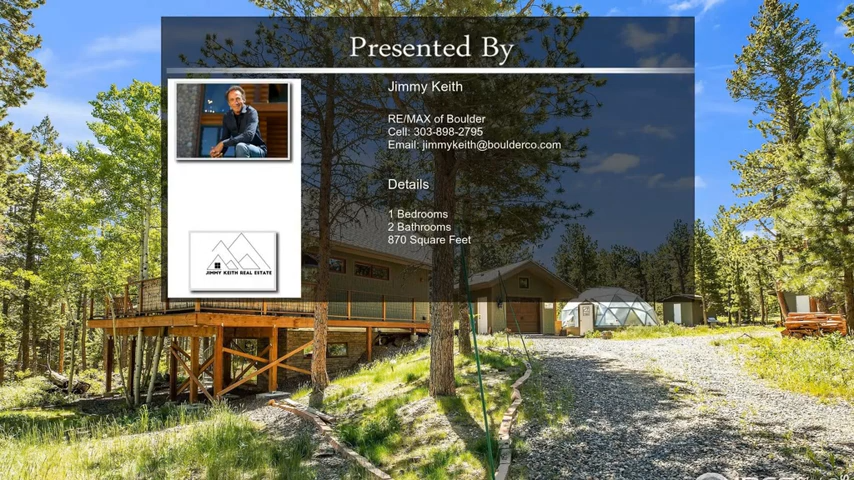 Presented By
Jimmy Keith
RE/MAX of Boulder
Cell: 303-898-2795
Email: jimmykeith@boulderco.com
Details
1 Bedrooms
2 Bathrooms
870 Square Feet
JIMMY KEITH REAL ESTATE